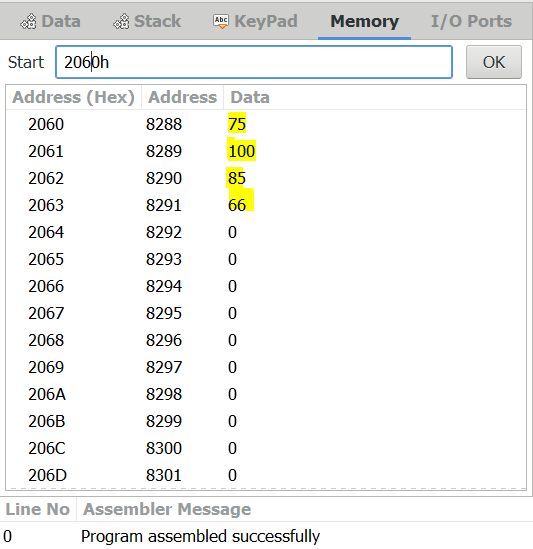 Data Stack Abc KeyPad Memory I/O Ports
Start 2060h OK
Address (Hex) Address Data
2060 8288 75
2061 8289 100
2062 8290 85
2063 8291 66
2064 8292 0
2065 8293 0
2066 8294 0
2067 8295 0
2068 8296 0
2069 8297 0
206A 8298 0
206B 8299 0
206C 8300 0
206D 8301 0
Line No Assembler Message
0 Program assembled successfully